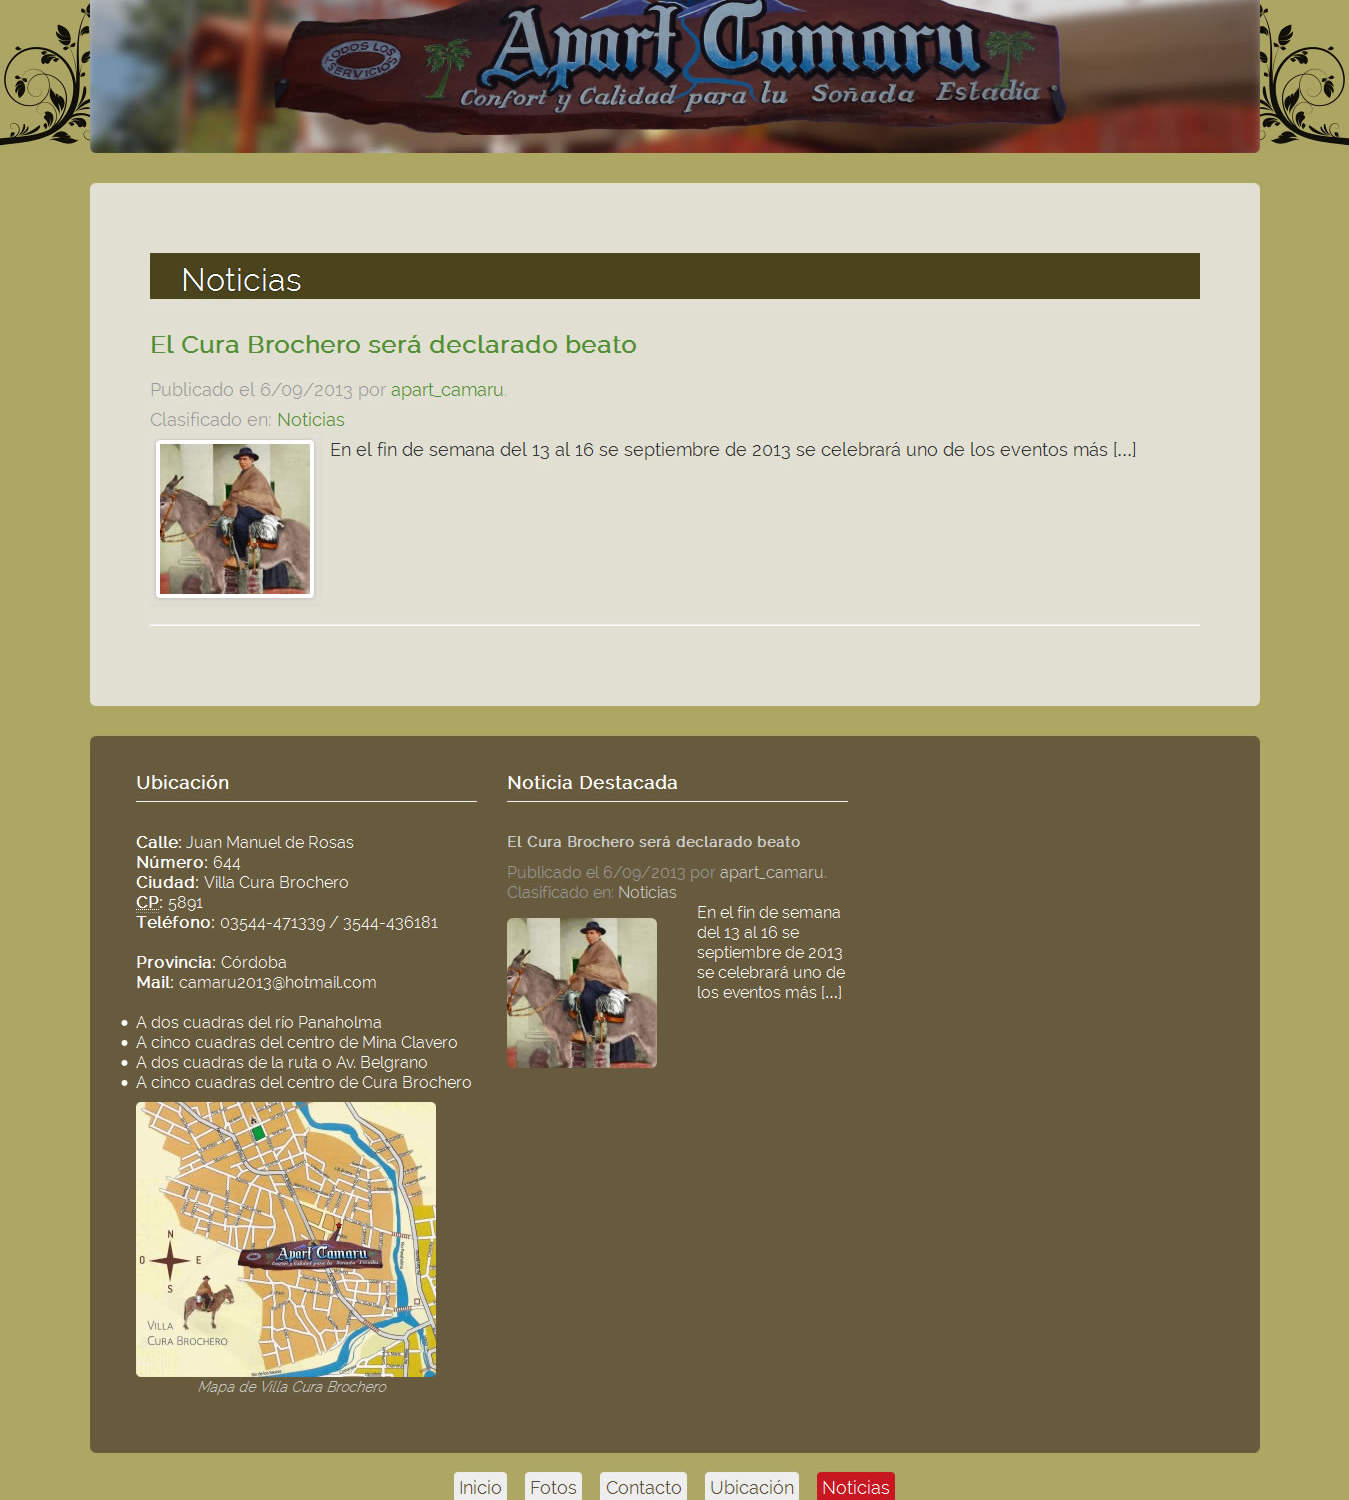 TODOS LOS SERVICIOS
Apart Camaru
Confort y Calidad para tu Soñada Estadía
Noticias
El Cura Brochero será declarado beato
Publicado el 6/09/2013 por apart_camaru.
Clasificado en: Noticias
En el fin de semana del 13 al 16 se septiembre de 2013 se celebrará uno de los eventos más […]
Ubicación
Calle: Juan Manuel de Rosas
Número: 644
Ciudad: Villa Cura Brochero
CP: 5891
Teléfono: 03544-471339 / 3544-436181
Provincia: Córdoba
Mail: camaru2013@hotmail.com
A dos cuadras del río Panaholma
A cinco cuadras del centro de Mina Clavero
A dos cuadras de la ruta o Av. Belgrano
A cinco cuadras del centro de Cura Brochero
N
O E
S
Apart Camaru
Confort y Calidad para tu Soñada Estadía
VILLA
CURA BROCHERO
Mapa de Villa Cura Brochero
Noticia Destacada
El Cura Brochero será declarado beato
Publicado el 6/09/2013 por apart_camaru.
Clasificado en: Noticias
En el fin de semana
del 13 al 16 se
septiembre de 2013
se celebrará uno de
los eventos más […]
Inicio Fotos Contacto Ubicación Noticias